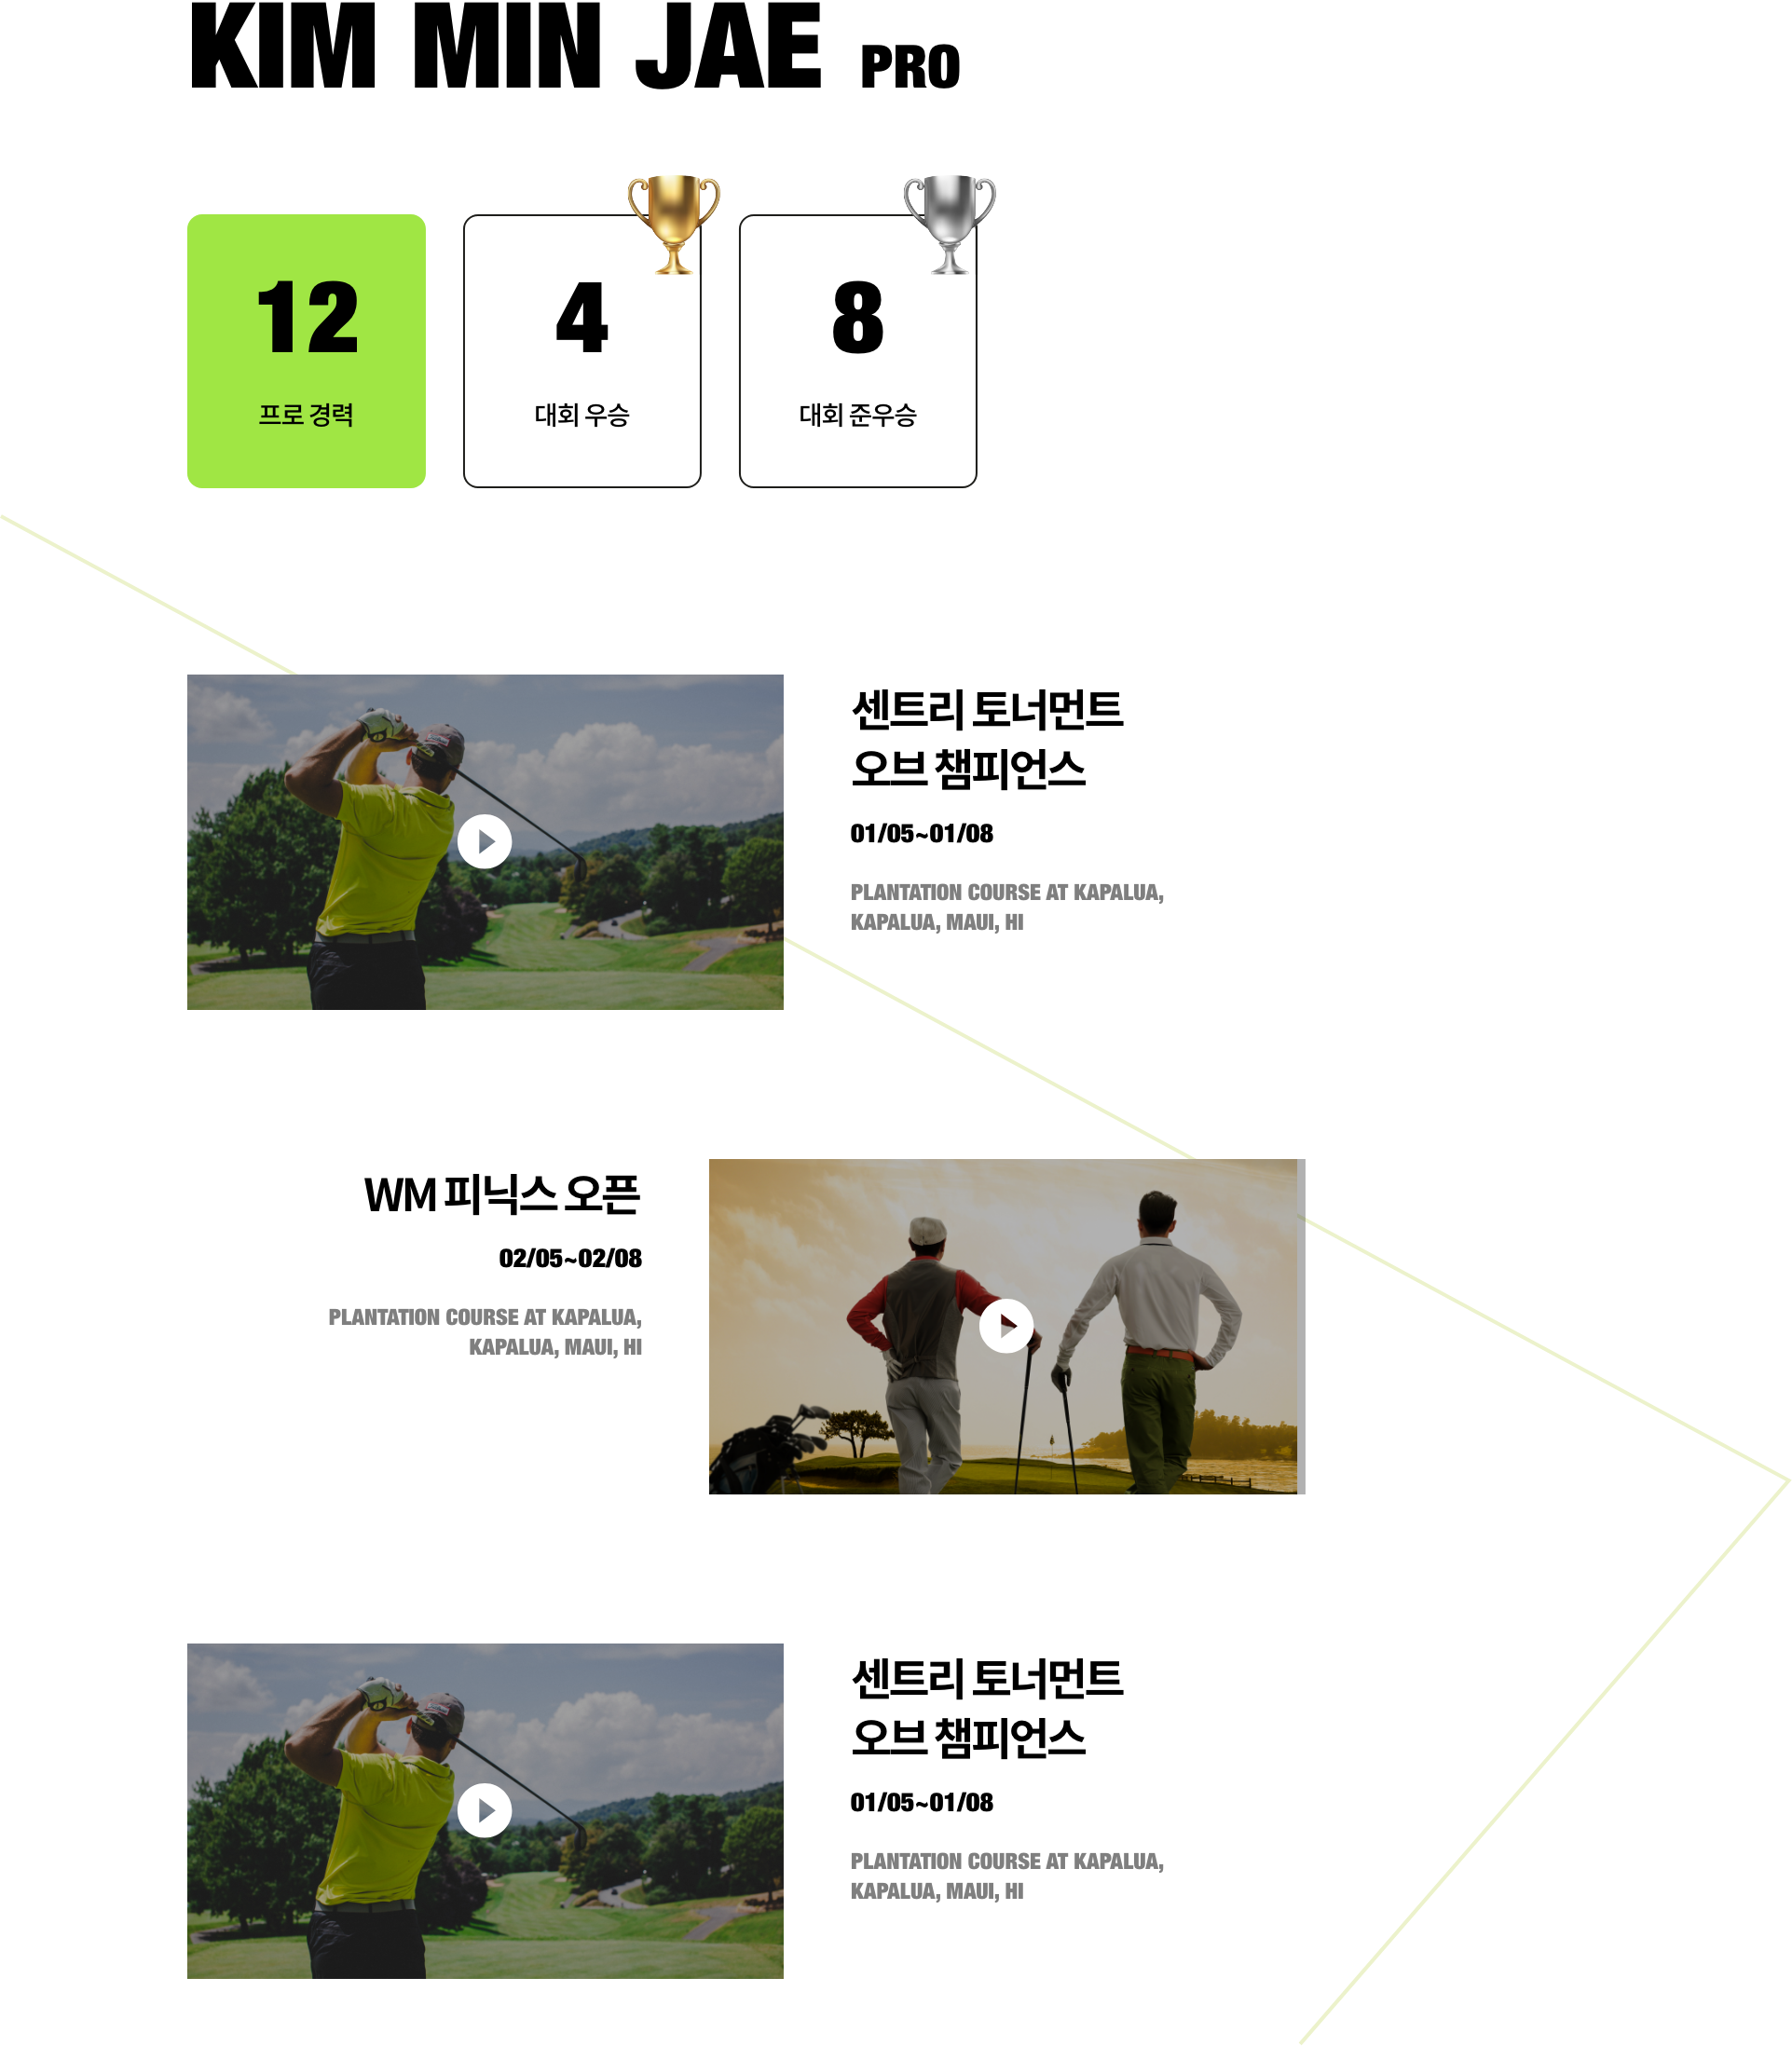 KIM MIN JAE PRO
12
프로 경력
4
대회 우승
8
대회 준우승
센트리 토너먼트
오브 챔피언스
01/05~01/08
PLANTATION COURSE AT KAPALUA,
KAPALUA, MAUI, HI
WM 피닉스 오픈
02/05~02/08
PLANTATION COURSE AT KAPALUA,
KAPALUA, MAUI, HI
센트리 토너먼트
오브 챔피언스
01/05~01/08
PLANTATION COURSE AT KAPALUA,
KAPALUA, MAUI, HI